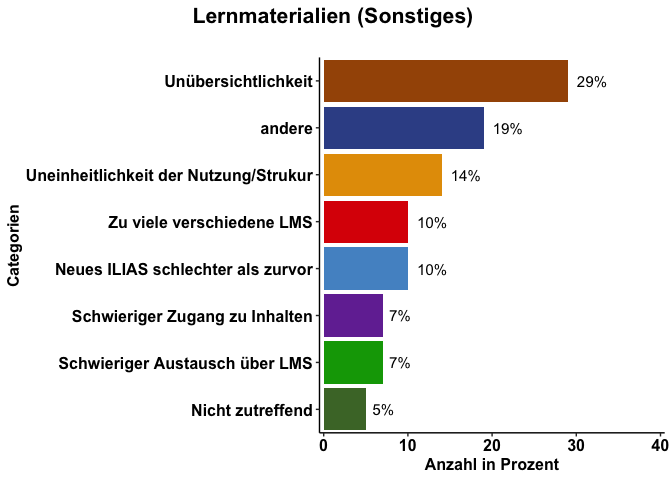 Lernmaterialien (Sonstiges)
Unübersichtlichkeit 29%
andere 19%
Uneinheitlichkeit der Nutzung/Strukur 14%
Zu viele verschiedene LMS 10%
Neues ILIAS schlechter als zurvor 10%
Schwieriger Zugang zu Inhalten 7%
Schwieriger Austausch über LMS 7%
Nicht zutreffend 5%
Categorien
0 10 20 30 40
Anzahl in Prozent